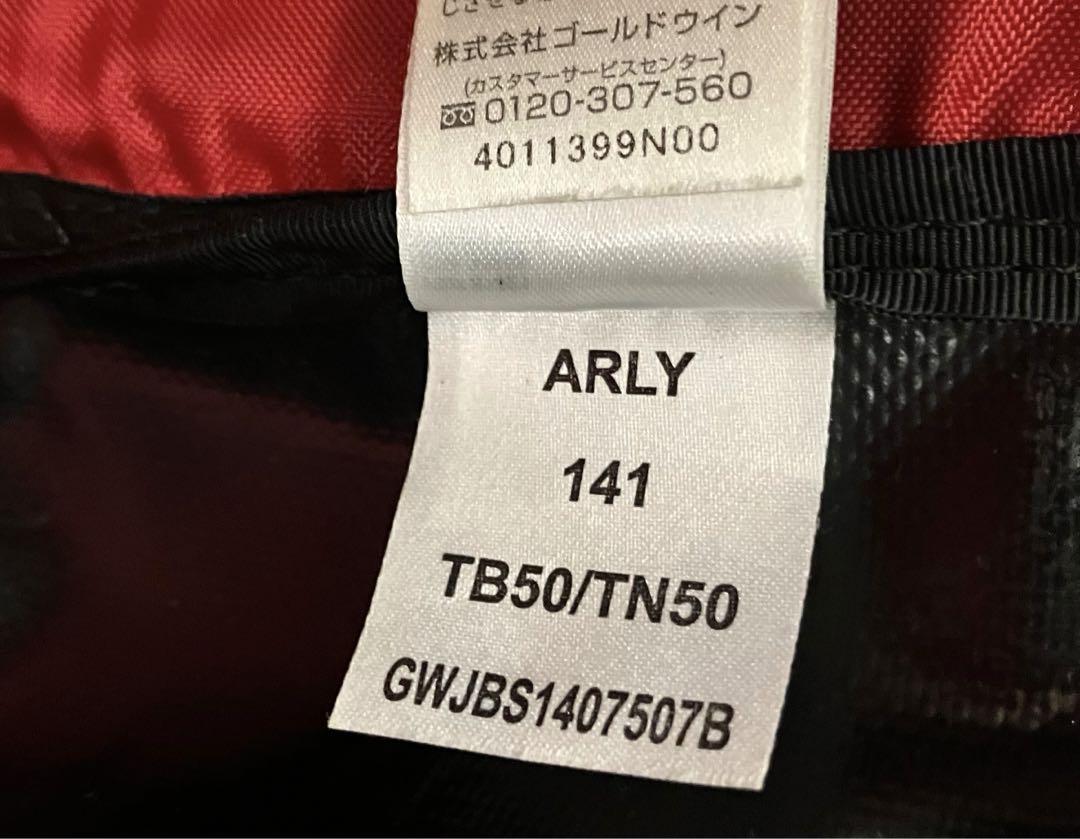 株式会社ゴールドウイン
(カスタマーサービスセンター)
0120-307-560
4011399N00
ARLY
141
TB50/TN50
GWJBS1407507B